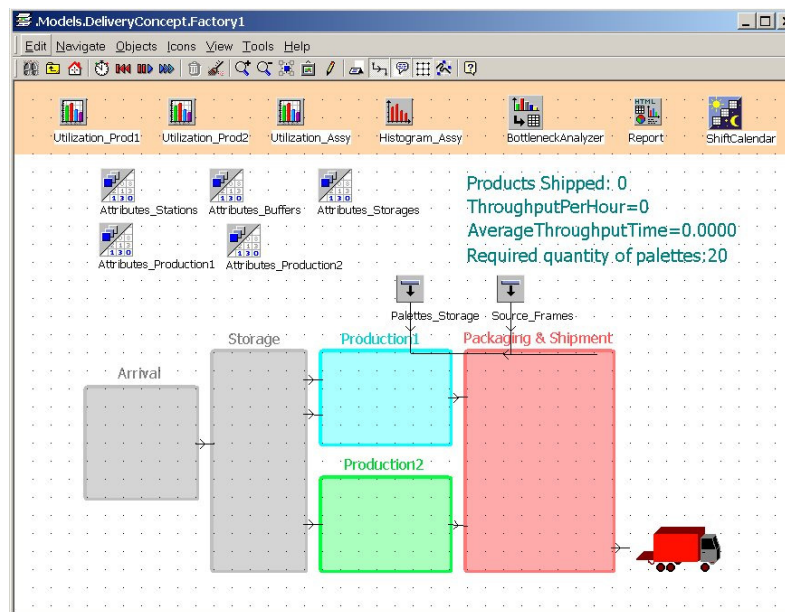 .Models.DeliveryConcept.Factory1
Edit Navigate Objects Icons View Tools Help
Utilization_Prod1 Utilization_Prod2 Utilization_Assy Histogram_Assy BottleneckAnalyzer Report ShiftCalendar
Attributes_Stations Attributes_Buffers Attributes_Storages
Attributes_Production1 Attributes_Production2
Products Shipped: 0
ThroughputPerHour=0
AverageThroughputTime=0.0000
Required quantity of palettes:20
Palettes_Storage Source_Frames
Storage Production1 Packaging & Shipment
Arrival
Production2